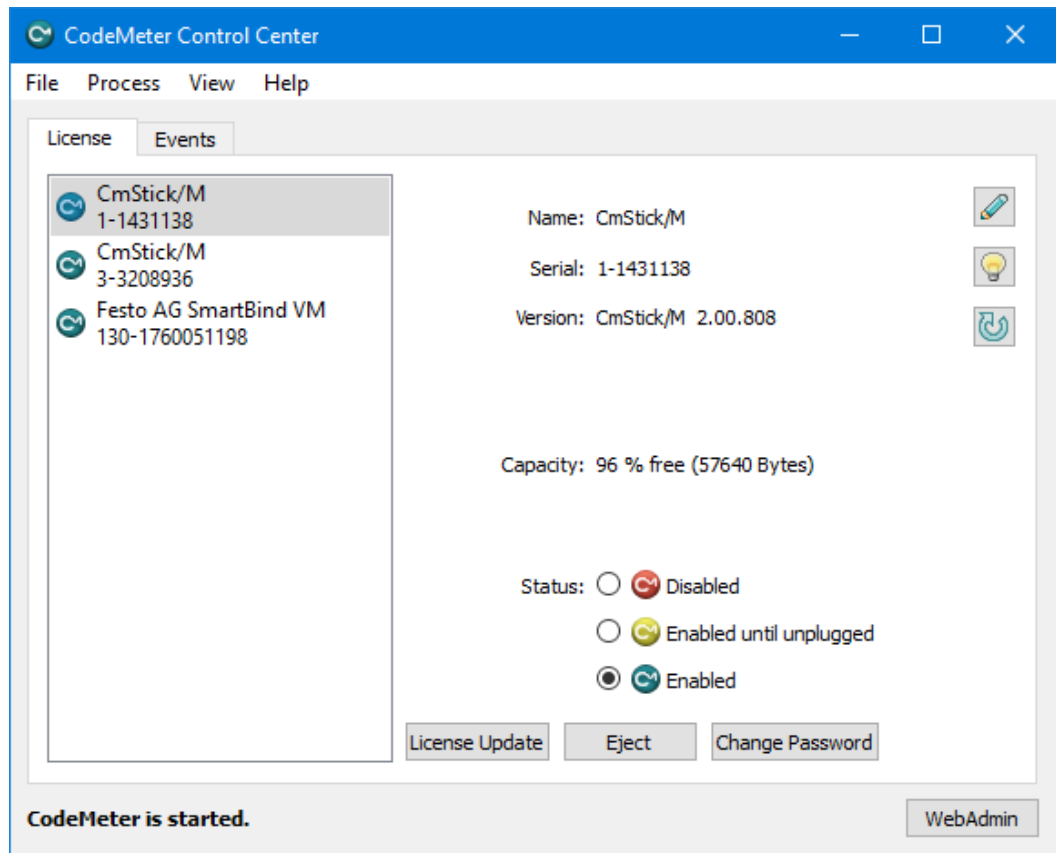 CodeMeter Control Center
File Process View Help
License Events
CmStick/M
1-1431138
CmStick/M
3-3208936
Festo AG SmartBind VM
130-1760051198
Name: CmStick/M
Serial: 1-1431138
Version: CmStick/M 2.00.808
Capacity: 96 % free (57640 Bytes)
Status: Disabled
Enabled until unplugged
Enabled
License Update Eject Change Password
CodeMeter is started. WebAdmin